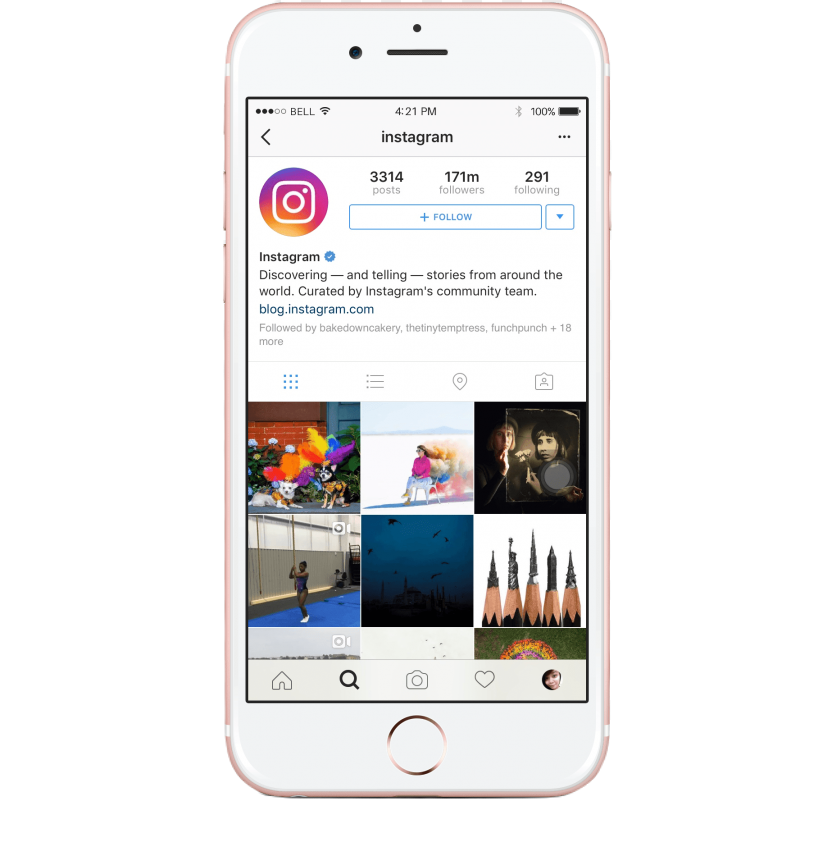 BELL 4:21 PM 100%
instagram
3314 171m 291
posts followers following
+ FOLLOW
Instagram
Discovering — and telling — stories from around the
world. Curated by Instagram's community team.
blog.instagram.com
Followed by bakedowncakery, thetinytemptress, funchpunch + 18
more